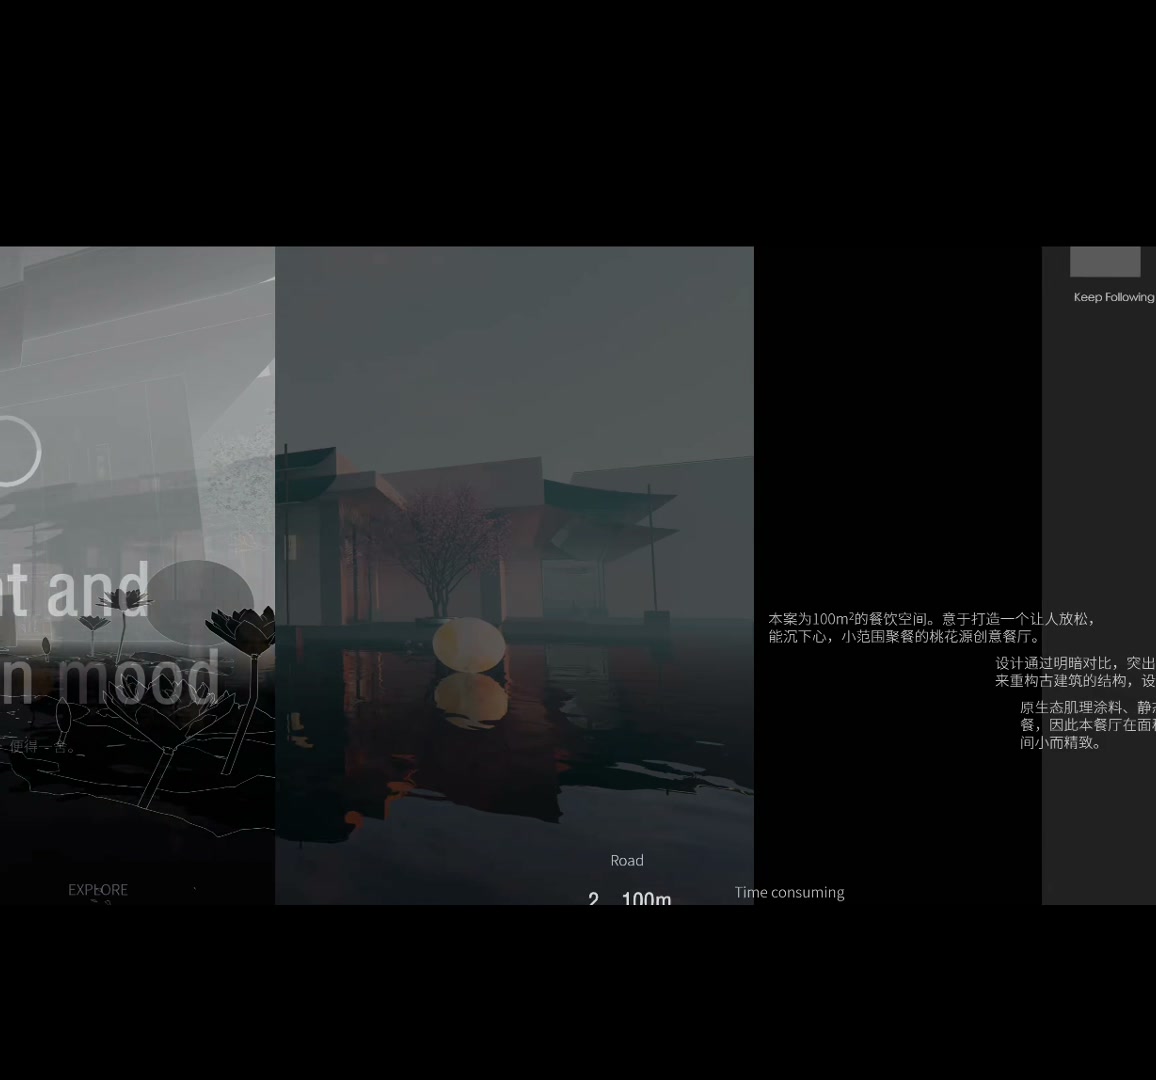 t and
n mood
便得 - 舍。
EXPLORE
Road
2 100m
Time consuming
本案为100m²的餐饮空间。意于打造一个让人放松，
能沉下心，小范围聚餐的桃花源创意餐厅。
设计通过明暗对比，突出
来重构古建筑的结构，设
原生态肌理涂料、静
餐，因此本餐厅在面
间小而精致。
Keep Following